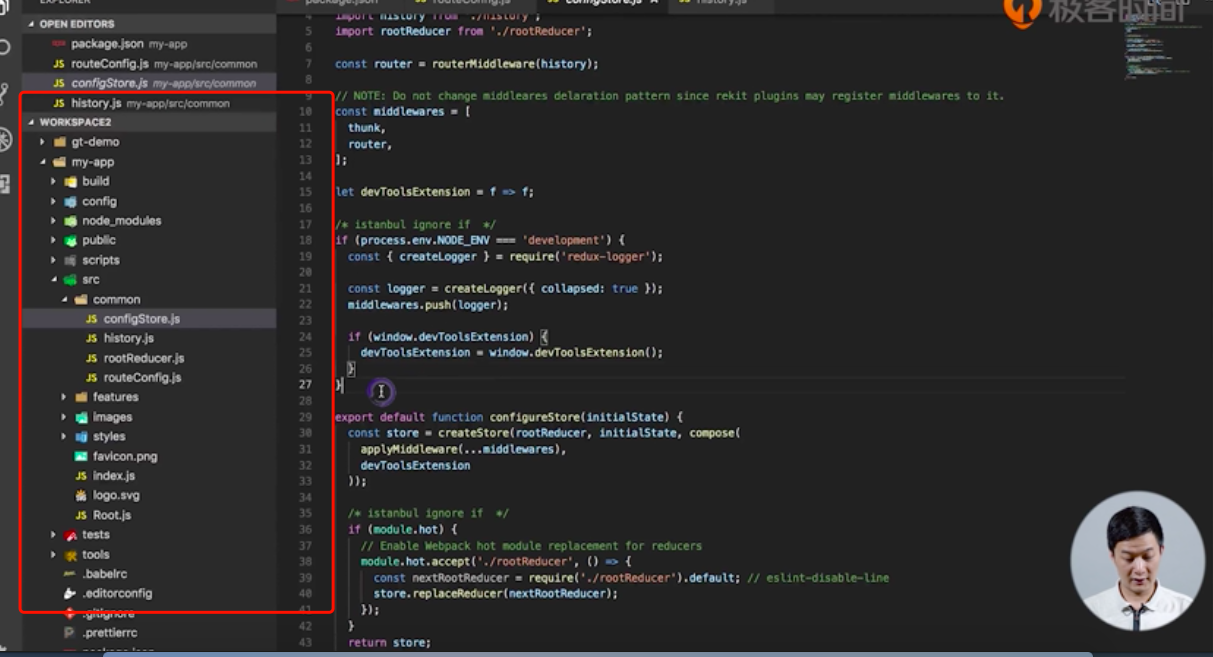 EXPLORER
OPEN EDITORS
package.json my-app
routeConfig.js my-app/src/common
configStore.js my-app/src/common
history.js my-app/src/common
WORKSPACE2
gt-demo
my-app
build
config
node_modules
public
scripts
src
common
configStore.js
history.js
rootReducer.js
routeConfig.js
features
images
styles
favicon.png
index.js
logo.svg
Root.js
tests
tools
.babelrc
.editorconfig
.gitignore
.prettierrc
package.json
package.json
routeConfig.js
configStore.js
history.js
极客时间
4 import history from './history';
5 import rootReducer from './rootReducer';
6
7 const router = routerMiddleware(history);
8
9 // NOTE: Do not change middleares delaration pattern since rekit plugins may register middlewares to it.
10 const middlewares = [
11 thunk,
12 router,
13 ];
14
15 let devToolsExtension = f => f;
16
17 /* istanbul ignore if */
18 if (process.env.NODE_ENV === 'development') {
19 const { createLogger } = require('redux-logger');
20
21 const logger = createLogger({ collapsed: true });
22 middlewares.push(logger);
23
24 if (window.devToolsExtension) {
25 devToolsExtension = window.devToolsExtension();
26 }
27 }
28
29 export default function configureStore(initialState) {
30 const store = createStore(rootReducer, initialState, compose(
31 applyMiddleware(...middlewares),
32 devToolsExtension
33 ));
34
35 /* istanbul ignore if */
36 if (module.hot) {
37 // Enable Webpack hot module replacement for reducers
38 module.hot.accept('./rootReducer', () => {
39 const nextRootReducer = require('./rootReducer').default; // eslint-disable-line
40 store.replaceReducer(nextRootReducer);
41 });
42 }
43 return store;